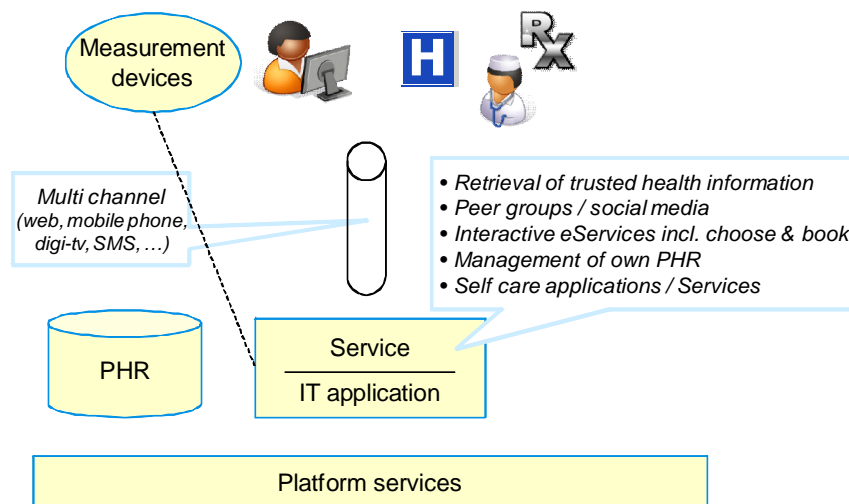 Measurement
devices
H
RX
Multi channel
(web, mobile phone,
digi-tv, SMS, …)
• Retrieval of trusted health information
• Peer groups / social media
• Interactive eServices incl. choose & book
• Management of own PHR
• Self care applications / Services
PHR
Service
IT application
Platform services